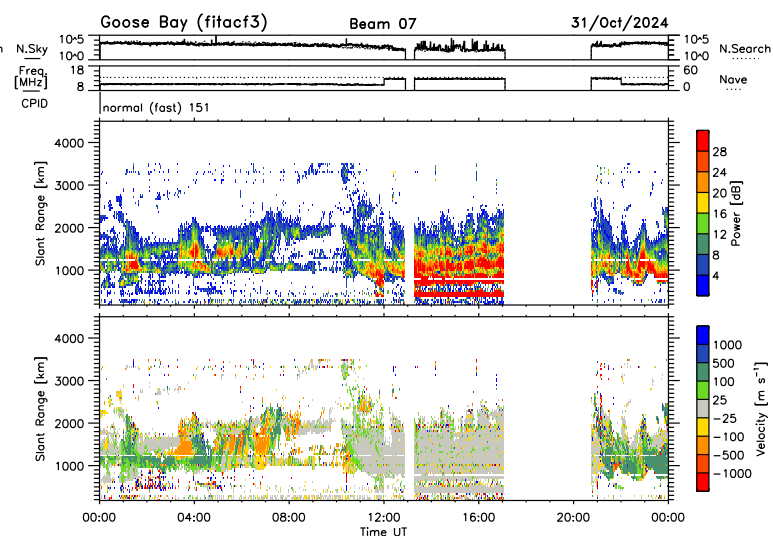 Goose Bay (fitacf3) Beam 07 31/Oct/2024
n N.Sky 10^5 10^0 10^5 10^0 N.Search
Freq. [MHz] 18 8 60 0 Nave
CPID normal (fast) 151
Slant Range [km] 4000 3000 2000 1000
Power [dB] 28 24 20 16 12 8 4
Slant Range [km] 4000 3000 2000 1000
Velocity [m s⁻¹] 1000 500 100 25 −25 −100 −500 −1000
00:00 04:00 08:00 12:00 16:00 20:00 00:00
Time UT